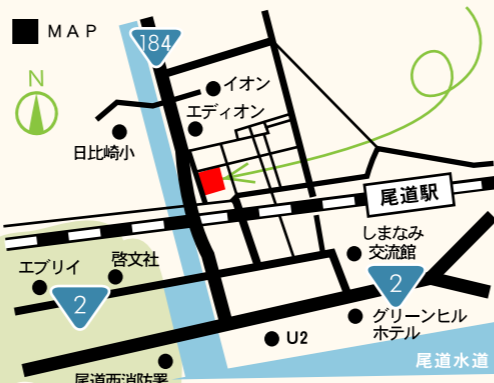 MAP
184
N
イオン
エディオン
日比崎小
尾道駅
しまなみ
交流館
エブリイ
啓文社
2
2
グリーンヒル
ホテル
U2
尾道水道
尾道西消防署